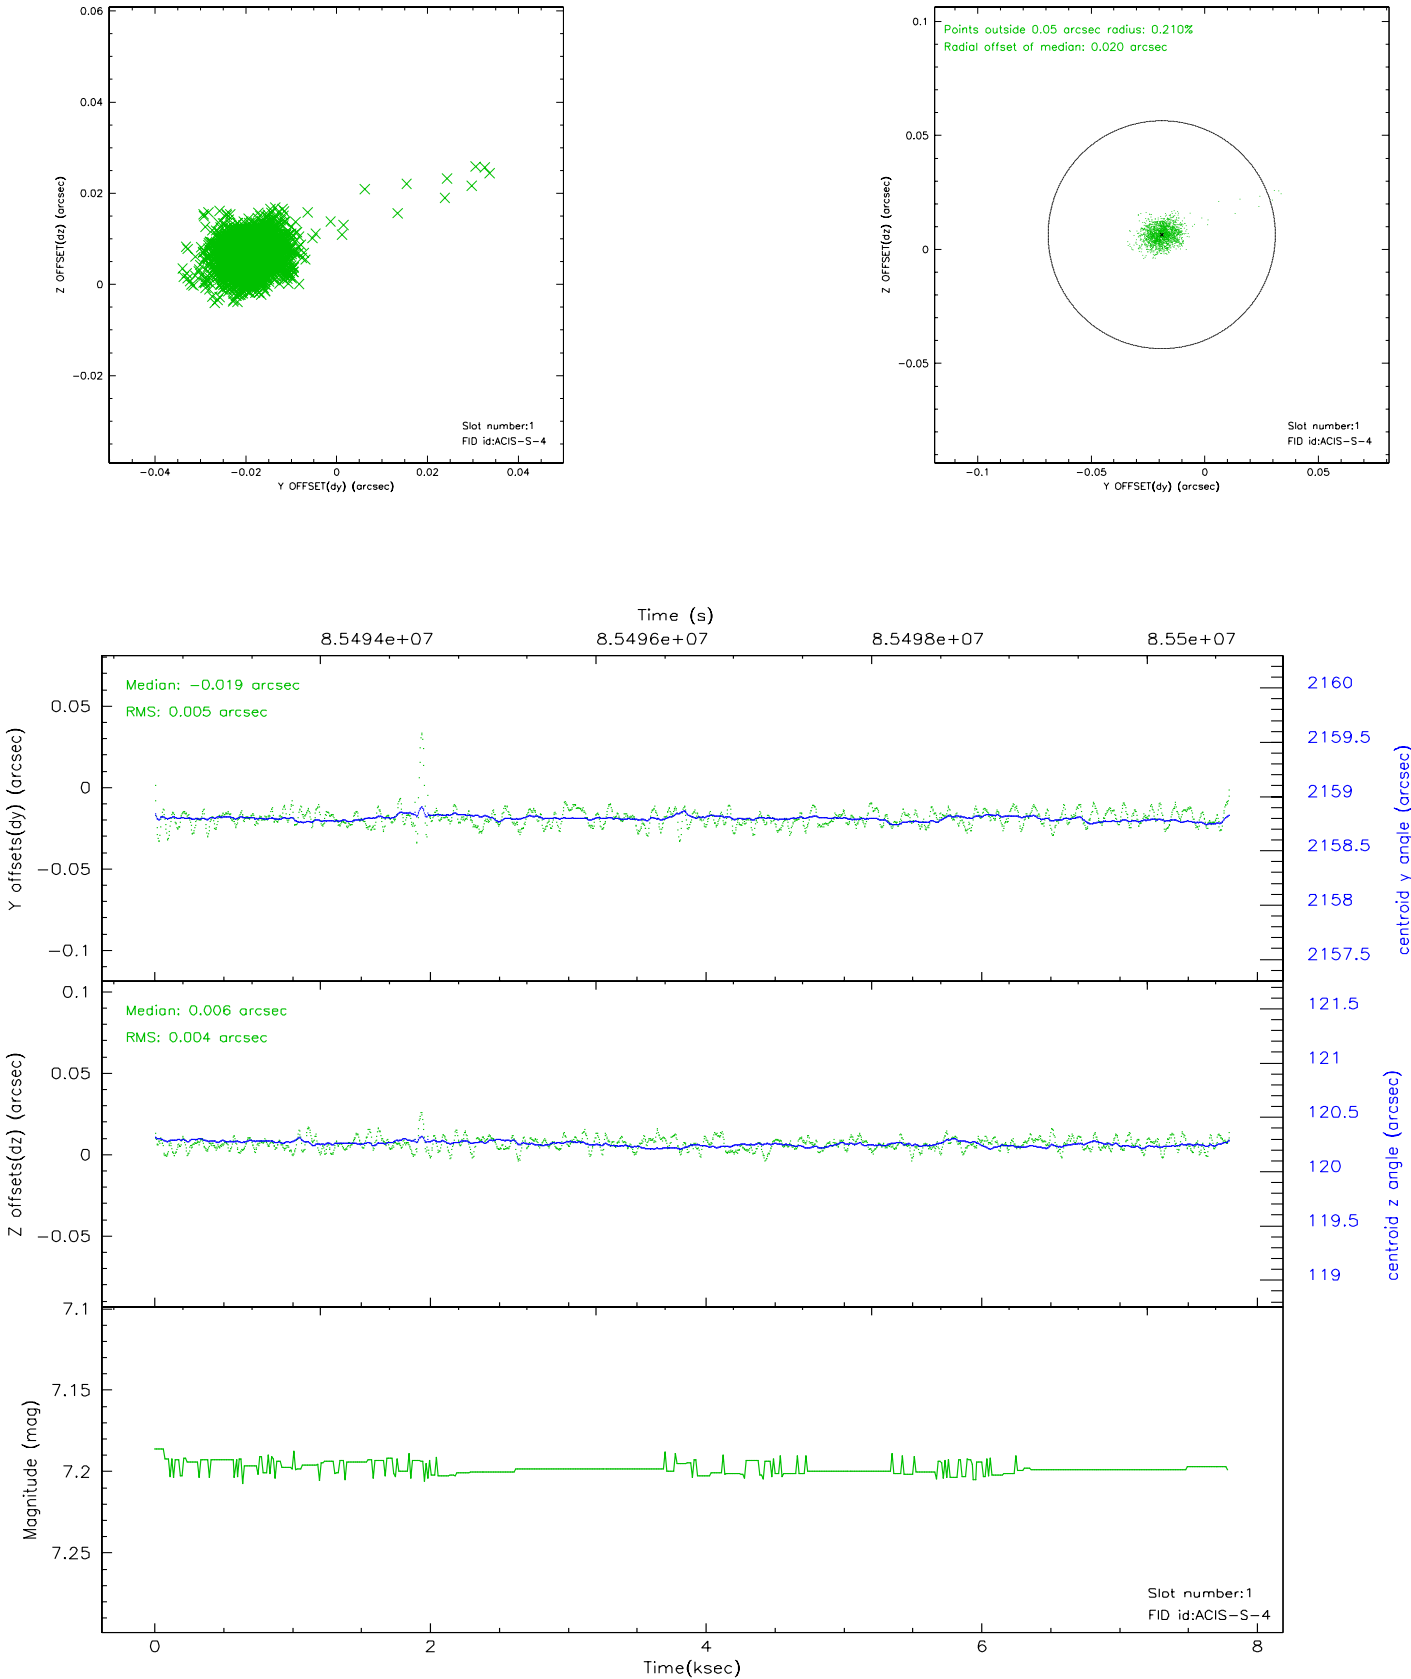 0.06
0.04
0.02
0
-0.02
Z OFFSET(dz) (arcsec)
-0.04
-0.02
0
0.02
0.04
Y OFFSET(dy) (arcsec)
Slot number:1
FID id:ACIS-S-4
Points outside 0.05 arcsec radius: 0.210%
Radial offset of median: 0.020 arcsec
0.1
0.05
0
-0.05
Z OFFSET(dz) (arcsec)
-0.1
-0.05
0
0.05
Y OFFSET(dy) (arcsec)
Slot number:1
FID id:ACIS-S-4
Time (s)
8.5494e+07
8.5496e+07
8.5498e+07
8.55e+07
Median: -0.019 arcsec
RMS: 0.005 arcsec
0.05
0
-0.05
-0.1
Y offsets(dy) (arcsec)
2160
2159.5
2159
2158.5
2158
2157.5
centroid y angle (arcsec)
Median: 0.006 arcsec
RMS: 0.004 arcsec
0.1
0.05
0
-0.05
Z offsets(dz) (arcsec)
121.5
121
120.5
120
119.5
119
centroid z angle (arcsec)
7.1
7.15
7.2
7.25
Magnitude (mag)
Slot number:1
FID id:ACIS-S-4
0
2
4
6
8
Time(ksec)